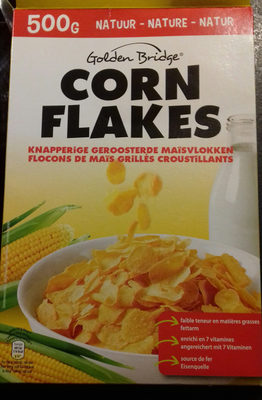 500G NATUUR - NATURE - NATUR
Golden Bridge®
CORN
FLAKES
KNAPPERIGE GEROOSTERDE MAÏSVLOKKEN
FLOCONS DE MAÏS GRILLÉS CROUSTILLANTS
faible teneur en matières grasses
fettarm
enrichi en 7 vitamines
angereichert mit 7 Vitaminen
source de fer
Eisenquelle